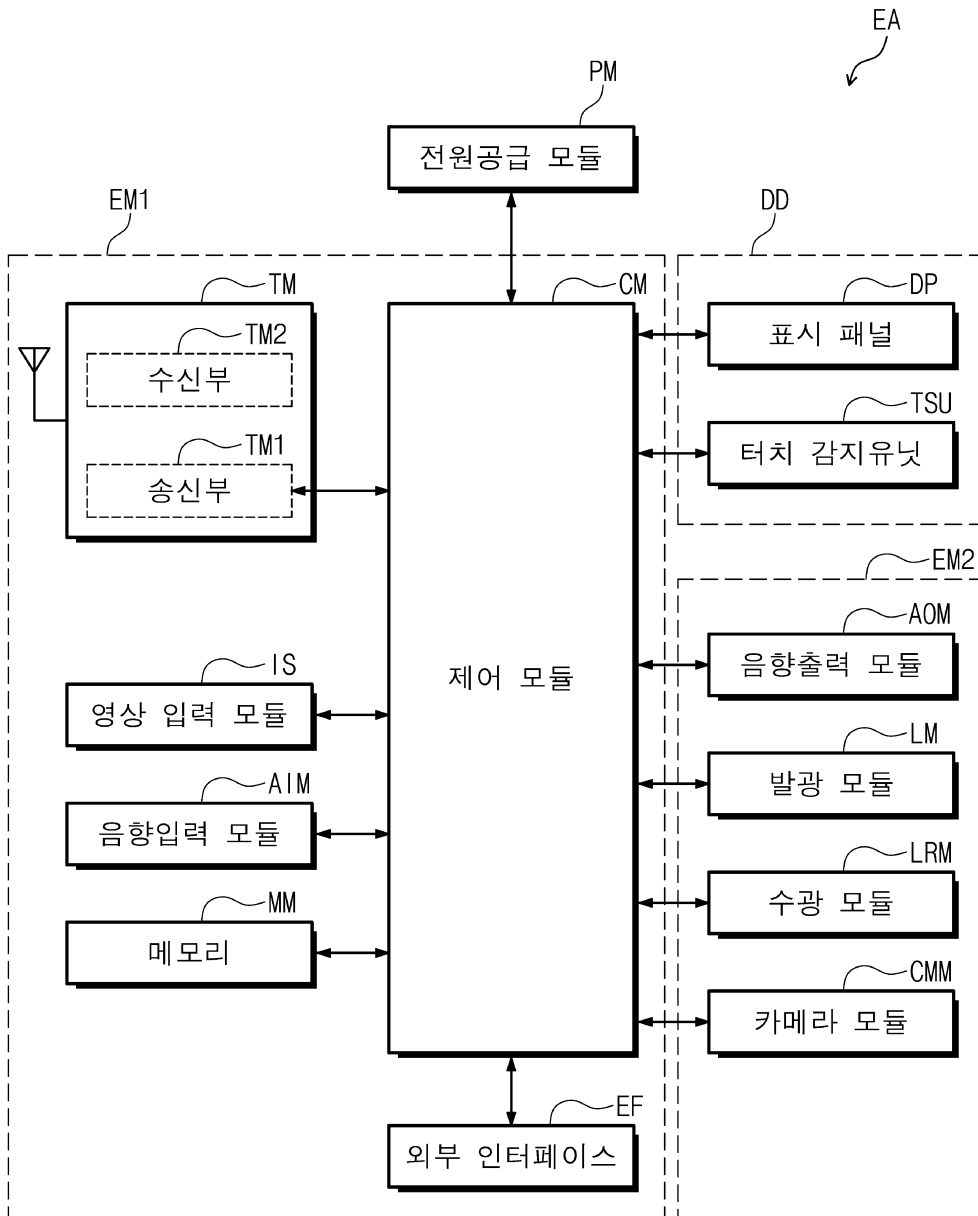 EA
PM
전원공급 모듈
EM1
DD
TM
CM
DP
표시 패널
TM2
수신부
TSU
터치 감지유닛
TM1
송신부
EM2
AOM
음향출력 모듈
제어 모듈
IS
영상 입력 모듈
LM
발광 모듈
AIM
음향입력 모듈
LRM
수광 모듈
MM
메모리
CMM
카메라 모듈
EF
외부 인터페이스